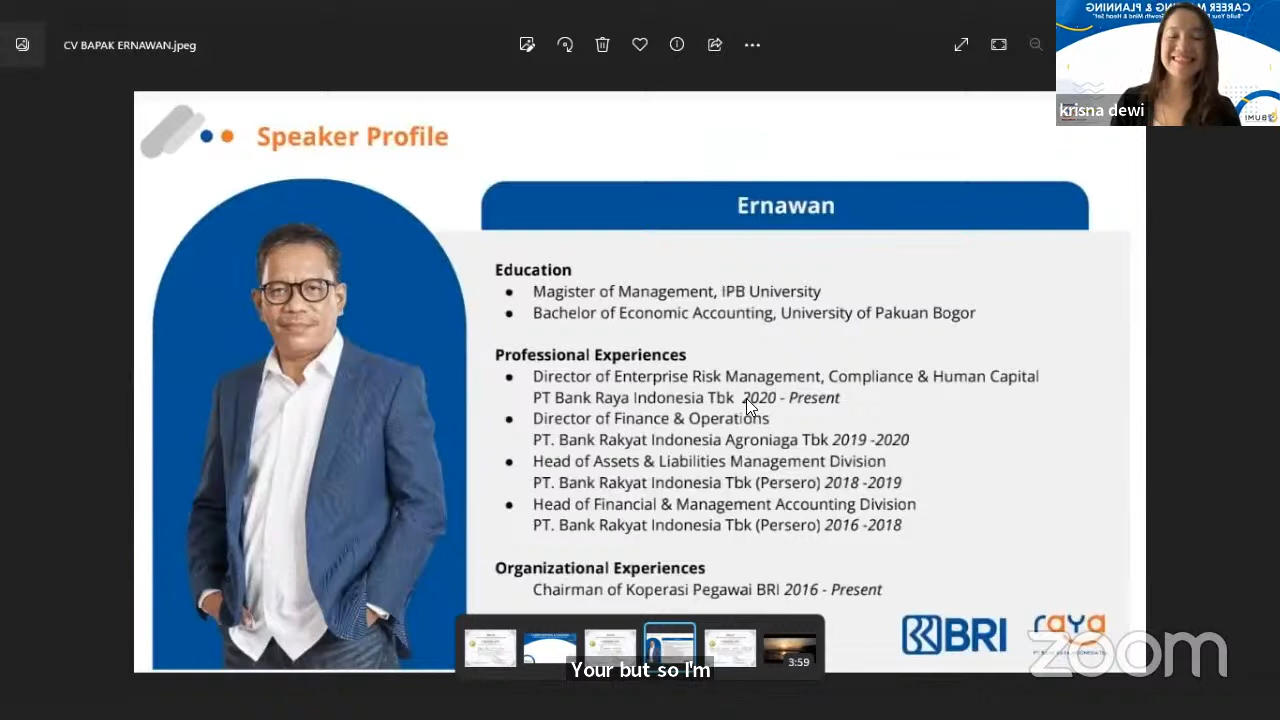 CV BAPAK ERNAWAN.jpeg
CAREER MAKING & PLANNING
krisna dewi
BUMI
Speaker Profile
Ernawan
Education
● Magister of Management, IPB University
● Bachelor of Economic Accounting, University of Pakuan Bogor
Professional Experiences
● Director of Enterprise Risk Management, Compliance & Human Capital
PT Bank Raya Indonesia Tbk 2020 - Present
● Director of Finance & Operations
PT. Bank Rakyat Indonesia Agroniaga Tbk 2019 -2020
● Head of Assets & Liabilities Management Division
PT. Bank Rakyat Indonesia Tbk (Persero) 2018 -2019
● Head of Financial & Management Accounting Division
PT. Bank Rakyat Indonesia Tbk (Persero) 2016 -2018
Organizational Experiences
Chairman of Koperasi Pegawai BRI 2016 - Present
BRI
raya
zoom
3:59
Your but so I'm